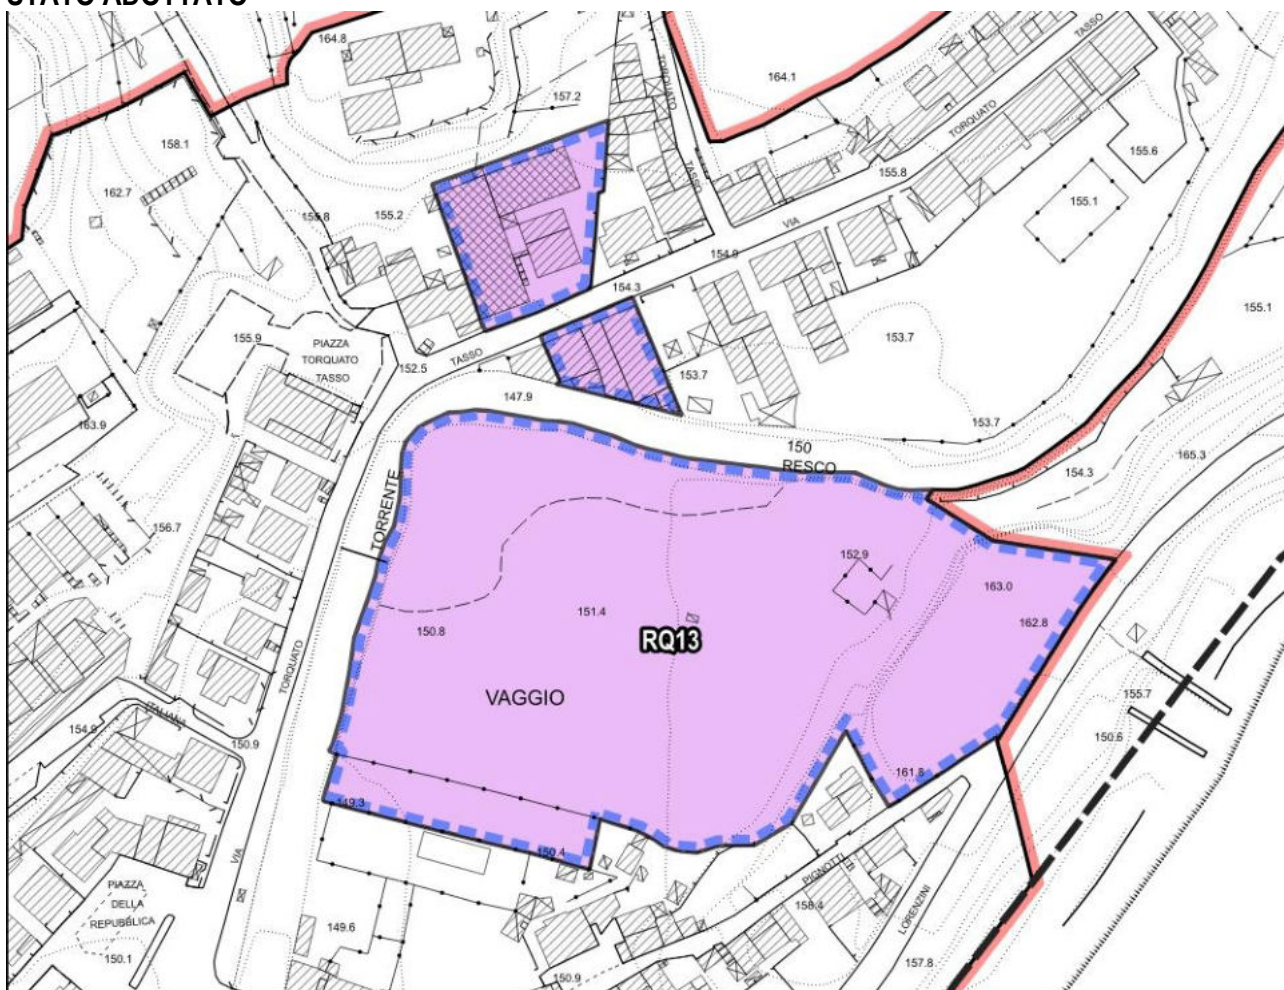 STATO ADOTTATO
164.8
TASSO
164.1
TORQUATO
157.2
TORQUATO
158.1
155.6
TASSO
155.8
162.7
155.1
155.8
155.2
VIA
154.9
154.3
155.1
155.9
PIAZZA
TORQUATO
TASSO
153.7
TASSO
152.5
153.7
147.9
163.9
153.7
150
RESCO
165.3
154.3
TORRENTE
156.7
152.9
163.0
151.4
150.8
162.8
RQ13
TORQUATO
VAGGIO
155.7
ITALIANA
154.9
150.9
150.6
161.8
149.3
150.4
VIA
PIGNOTTI
PIAZZA
DELLA
REPUBBLICA
158.4
LORENZINI
149.6
150.1
150.9
157.8